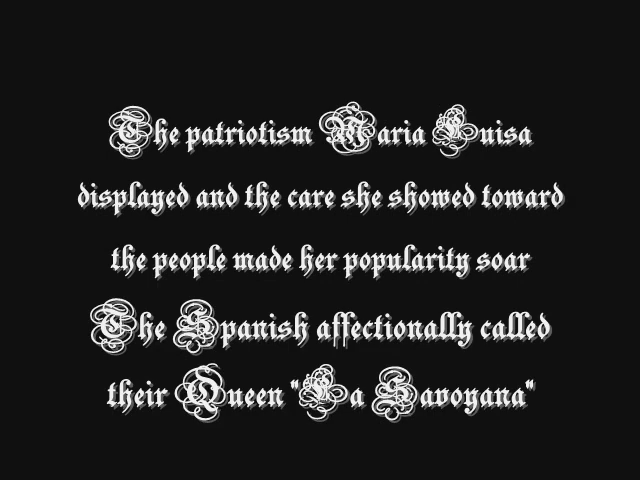 The patriotism Maria Luisa
displayed and the care she showed toward
the people made her popularity soar
The Spanish affectionally called
their Queen "La Savoyana"